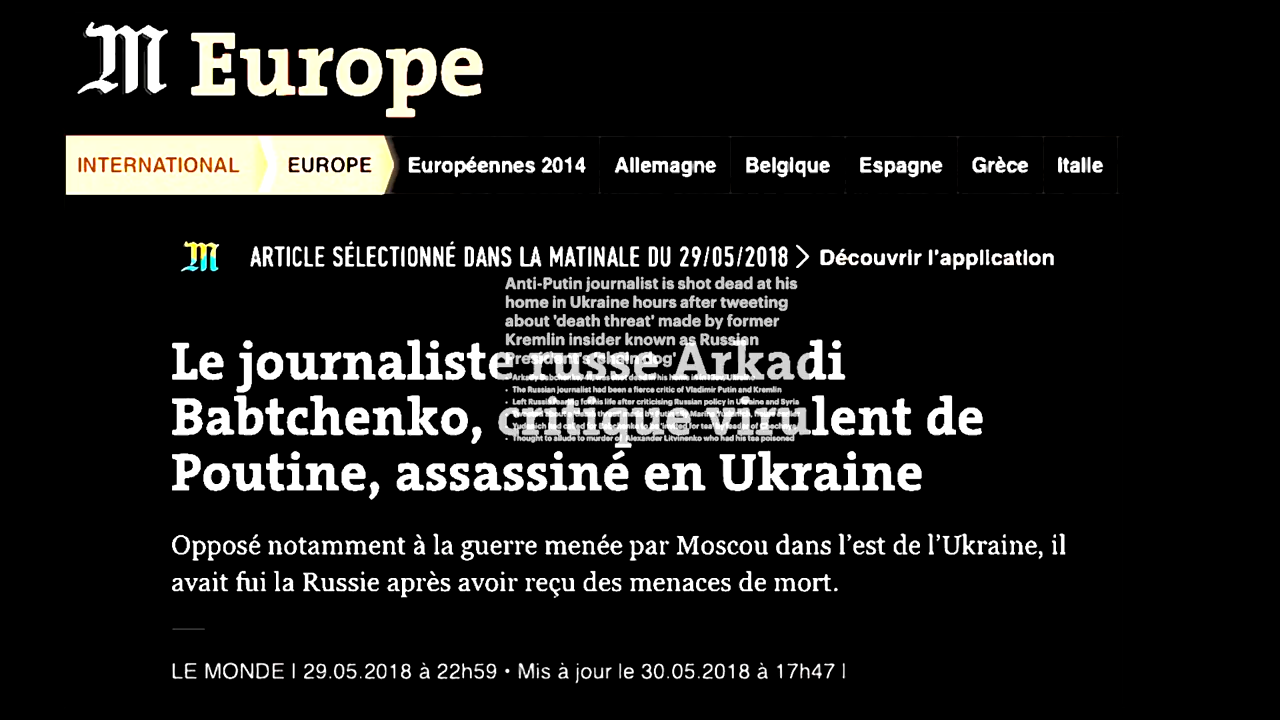 M Europe
INTERNATIONAL EUROPE Européennes 2014 Allemagne Belgique Espagne Grèce Italie
M ARTICLE SÉLECTIONNÉ DANS LA MATINALE DU 29/05/2018 Découvrir l'application
Anti-Putin journalist is shot dead at his
home in Ukraine hours after tweeting
about 'death threat' made by former
Kremlin insider known as Russian
President's 'chain dog'
Le journaliste russe Arkadi
Babtchenko, critique virulent de
Poutine, assassiné en Ukraine
• The Russian journalist had been a fierce critic of Vladimir Putin and Kremlin
• Thought to allude to murder of Alexander Litvinenko who had his tea poisoned
Opposé notamment à la guerre menée par Moscou dans l'est de l'Ukraine, il
avait fui la Russie après avoir reçu des menaces de mort.
LE MONDE | 29.05.2018 à 22h59 • Mis à jour le 30.05.2018 à 17h47 |